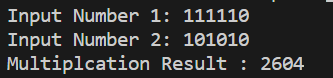 Input Number 1: 111110
Input Number 2: 101010
Multiplcation Result : 2604